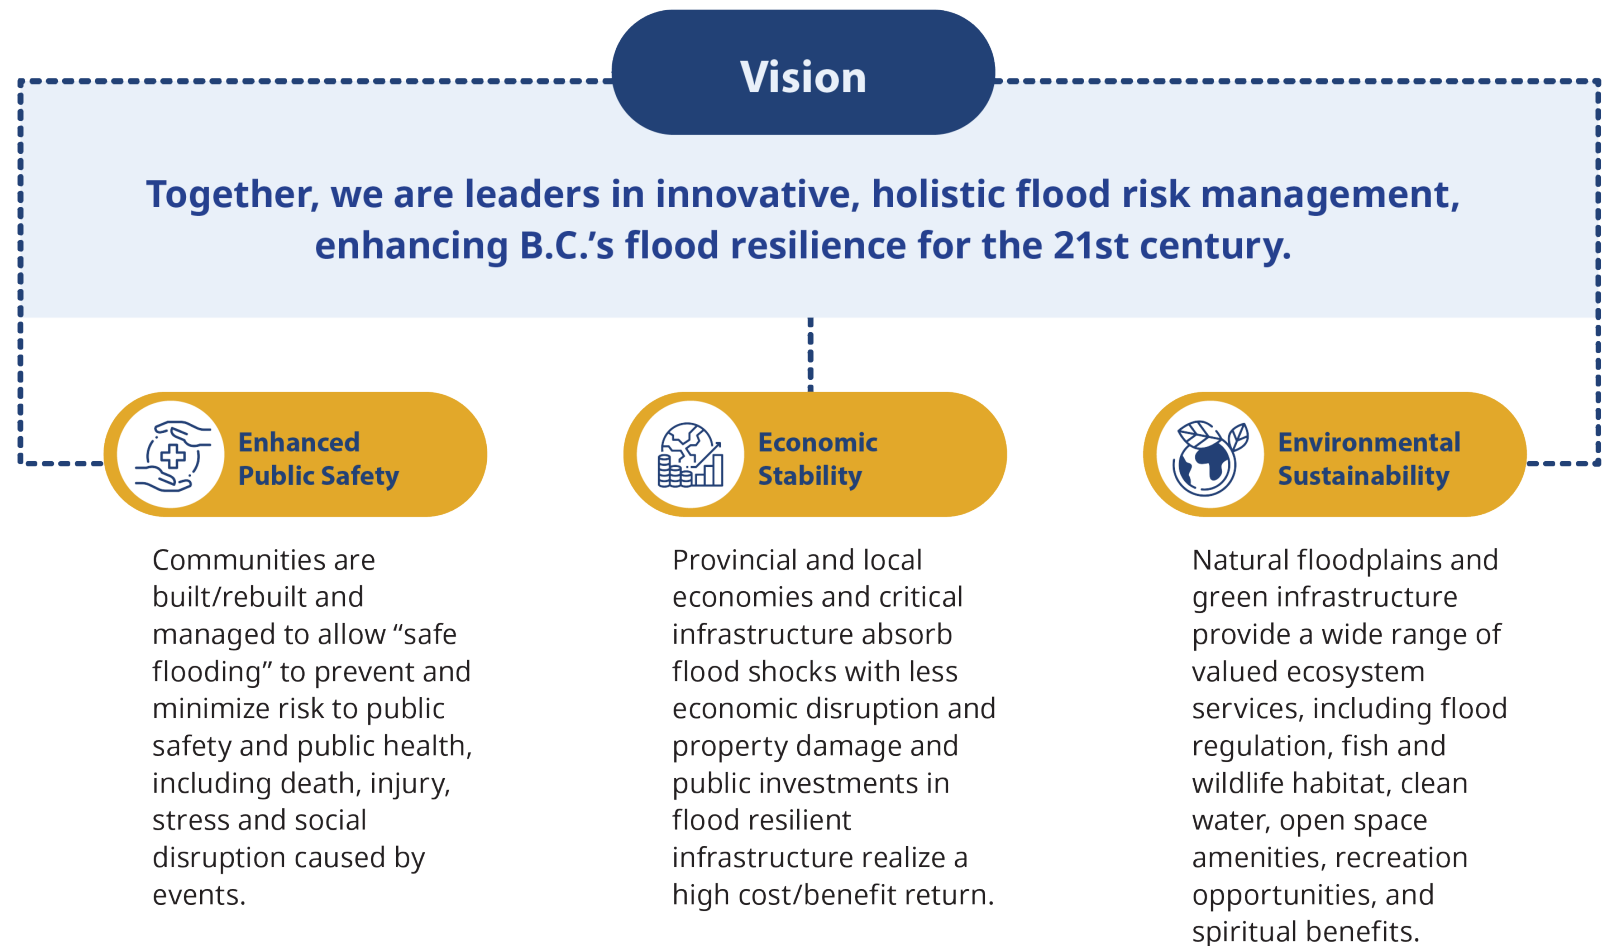 Vision
Together, we are leaders in innovative, holistic flood risk management,
enhancing B.C.’s flood resilience for the 21st century.
Enhanced
Public Safety
Communities are
built/rebuilt and
managed to allow “safe
flooding” to prevent and
minimize risk to public
safety and public health,
including death, injury,
stress and social
disruption caused by
events.
Economic
Stability
Provincial and local
economies and critical
infrastructure absorb
flood shocks with less
economic disruption and
property damage and
public investments in
flood resilient
infrastructure realize a
high cost/benefit return.
Environmental
Sustainability
Natural floodplains and
green infrastructure
provide a wide range of
valued ecosystem
services, including flood
regulation, fish and
wildlife habitat, clean
water, open space
amenities, recreation
opportunities, and
spiritual benefits.